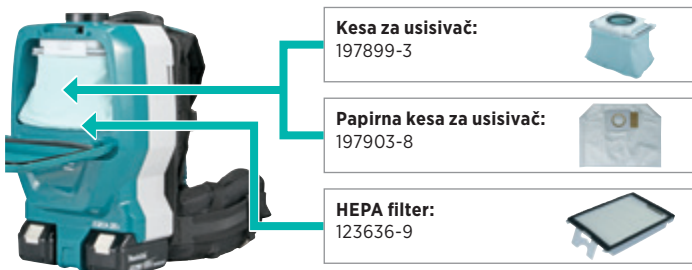 Kesa za usisivač:
197899-3
Papirna kesa za usisivač:
197903-8
HEPA filter:
123636-9